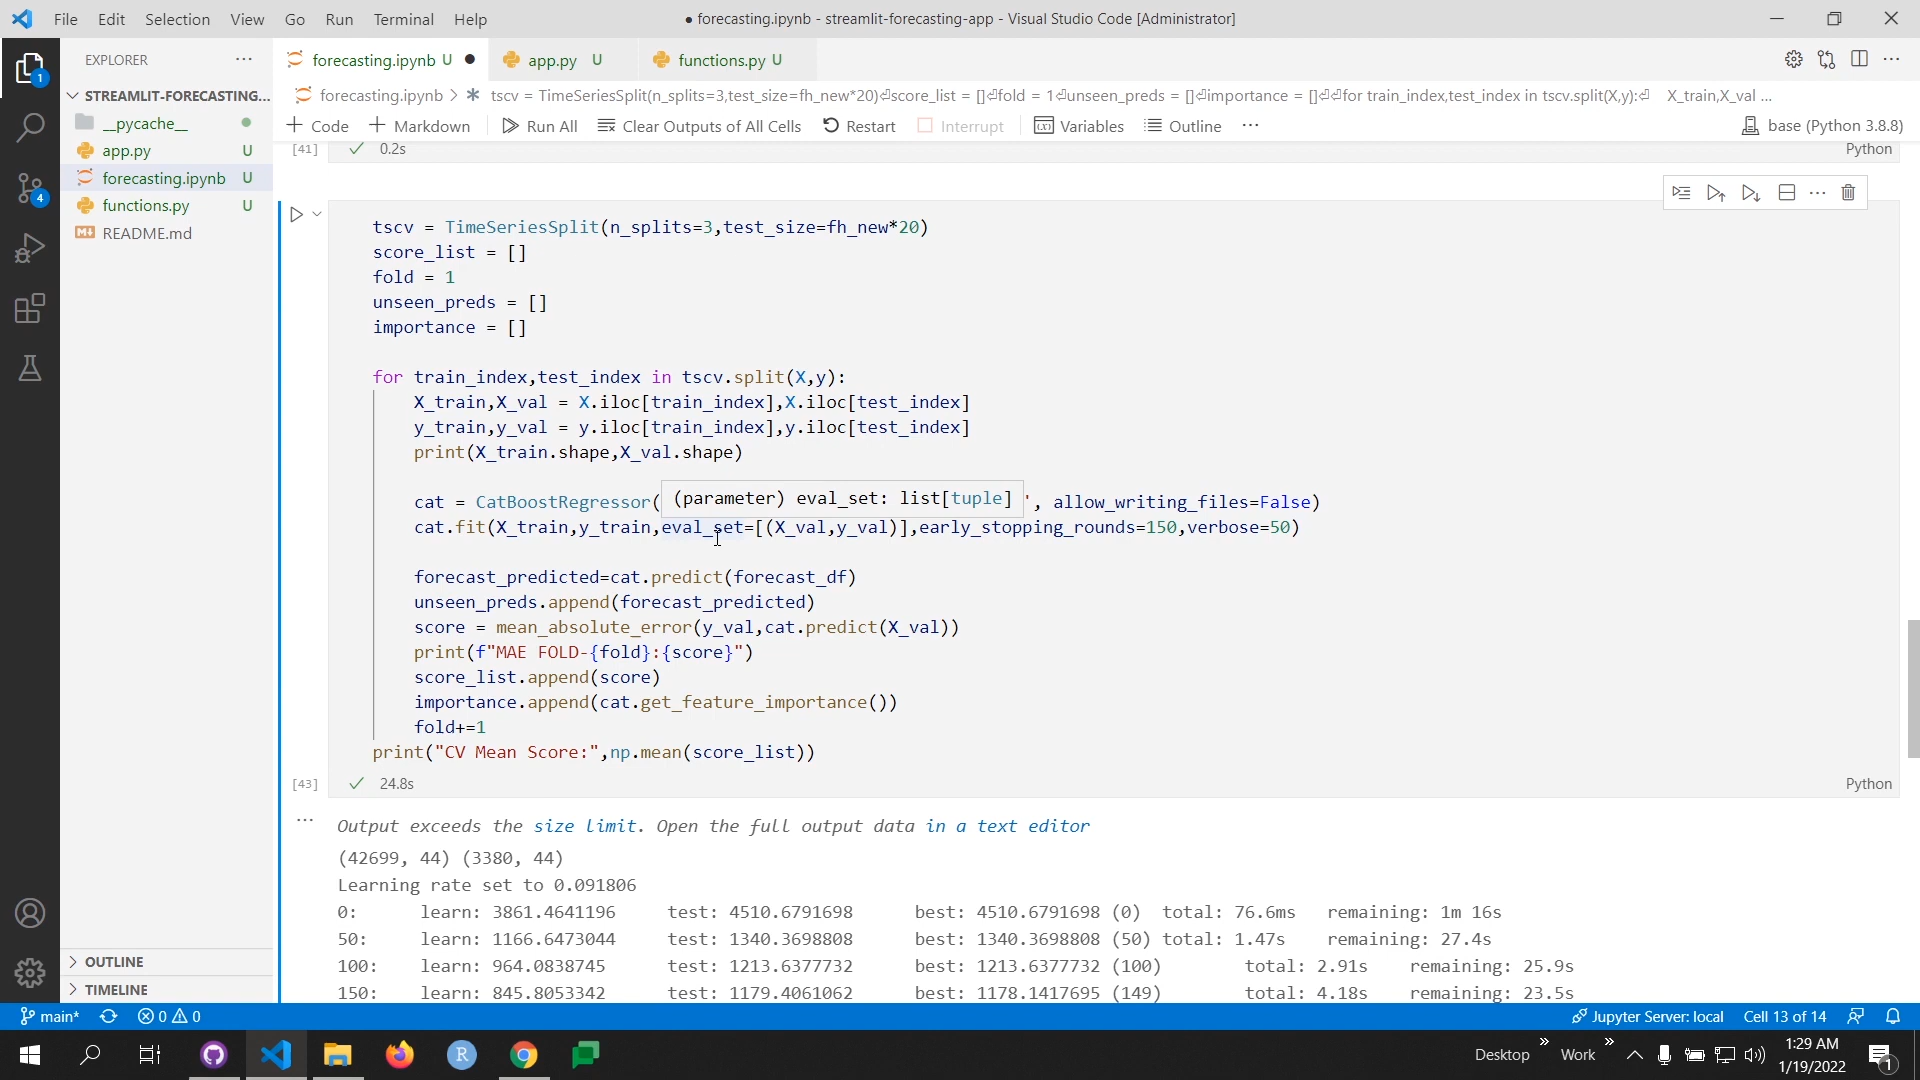 File Edit Selection View Go Run Terminal Help
● forecasting.ipynb - streamlit-forecasting-app - Visual Studio Code [Administrator]
EXPLORER
forecasting.ipynb U
app.py U
functions.py U
STREAMLIT-FORECASTING...
forecasting.ipynb > tscv = TimeSeriesSplit(n_splits=3,test_size=fh_new*20)⏎score_list = []⏎fold = 1⏎unseen_preds = []⏎importance = []⏎⏎for train_index,test_index in tscv.split(X,y):⏎ X_train,X_val ...
Code Markdown Run All Clear Outputs of All Cells Restart Interrupt Variables Outline ... base (Python 3.8.8)
__pycache__
app.py U
forecasting.ipynb U
functions.py U
README.md
[41] 0.2s Python
tscv = TimeSeriesSplit(n_splits=3,test_size=fh_new*20)
score_list = []
fold = 1
unseen_preds = []
importance = []
for train_index,test_index in tscv.split(X,y):
X_train,X_val = X.iloc[train_index],X.iloc[test_index]
y_train,y_val = y.iloc[train_index],y.iloc[test_index]
print(X_train.shape,X_val.shape)
(parameter) eval_set: list[tuple]
cat = CatBoostRegressor( ', allow_writing_files=False)
cat.fit(X_train,y_train,eval_set=[(X_val,y_val)],early_stopping_rounds=150,verbose=50)
forecast_predicted=cat.predict(forecast_df)
unseen_preds.append(forecast_predicted)
score = mean_absolute_error(y_val,cat.predict(X_val))
print(f"MAE FOLD-{fold}:{score}")
score_list.append(score)
importance.append(cat.get_feature_importance())
fold+=1
print("CV Mean Score:",np.mean(score_list))
[43] 24.8s Python
Output exceeds the size limit. Open the full output data in a text editor
(42699, 44) (3380, 44)
Learning rate set to 0.091806
0: learn: 3861.4641196 test: 4510.6791698 best: 4510.6791698 (0) total: 76.6ms remaining: 1m 16s
50: learn: 1166.6473044 test: 1340.3698808 best: 1340.3698808 (50) total: 1.47s remaining: 27.4s
100: learn: 964.0838745 test: 1213.6377732 best: 1213.6377732 (100) total: 2.91s remaining: 25.9s
150: learn: 845.8053342 test: 1179.4061062 best: 1178.1417695 (149) total: 4.18s remaining: 23.5s
OUTLINE
TIMELINE
1
4
main* 0 0 Jupyter Server: local Cell 13 of 14
Desktop » Work »
1:29 AM
1/19/2022
1
R